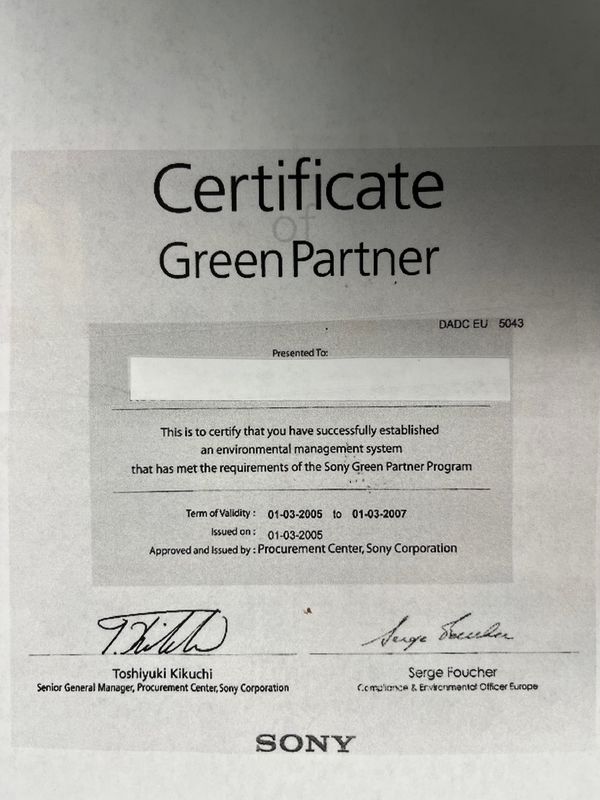 Certificate
of
Green Partner
DADC EU 5043
Presented To:
This is to certify that you have successfully established
an environmental management system
that has met the requirements of the Sony Green Partner Program
Term of Validity : 01-03-2005 to 01-03-2007
Issued on : 01-03-2005
Approved and Issued by : Procurement Center, Sony Corporation
T. Kikuchi
Serge Foucher
Toshiyuki Kikuchi
Serge Foucher
Senior General Manager, Procurement Center, Sony Corporation
Compliance & Environmental Officer Europe
SONY